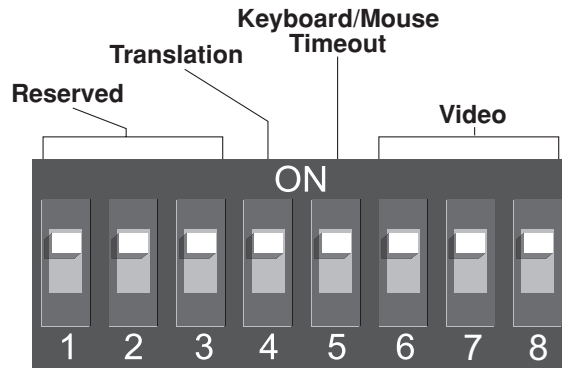 Keyboard/Mouse
Timeout
Translation
Reserved
Video
ON
1 2 3 4 5 6 7 8